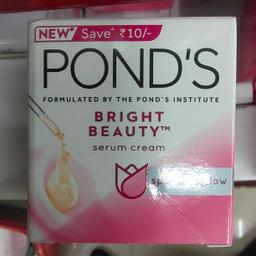 NEW* Save* ₹10/-
POND'S
FORMULATED BY THE POND'S INSTITUTE
BRIGHT
BEAUTY™
serum cream